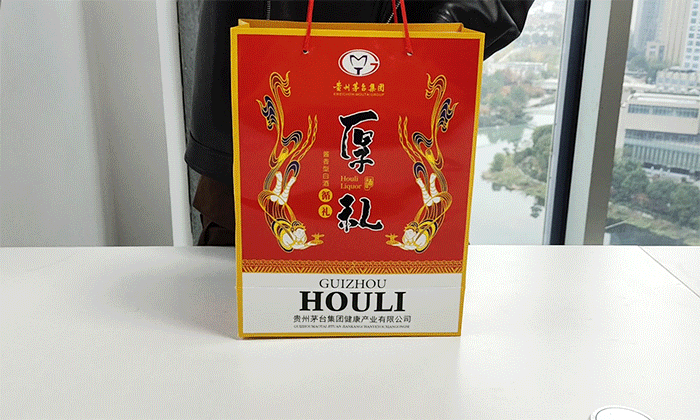 贵州茅台集团
厚礼
酱香型白酒
Houli
Liquor
GUIZHOU
HOULI
贵州茅台集团健康产业有限公司